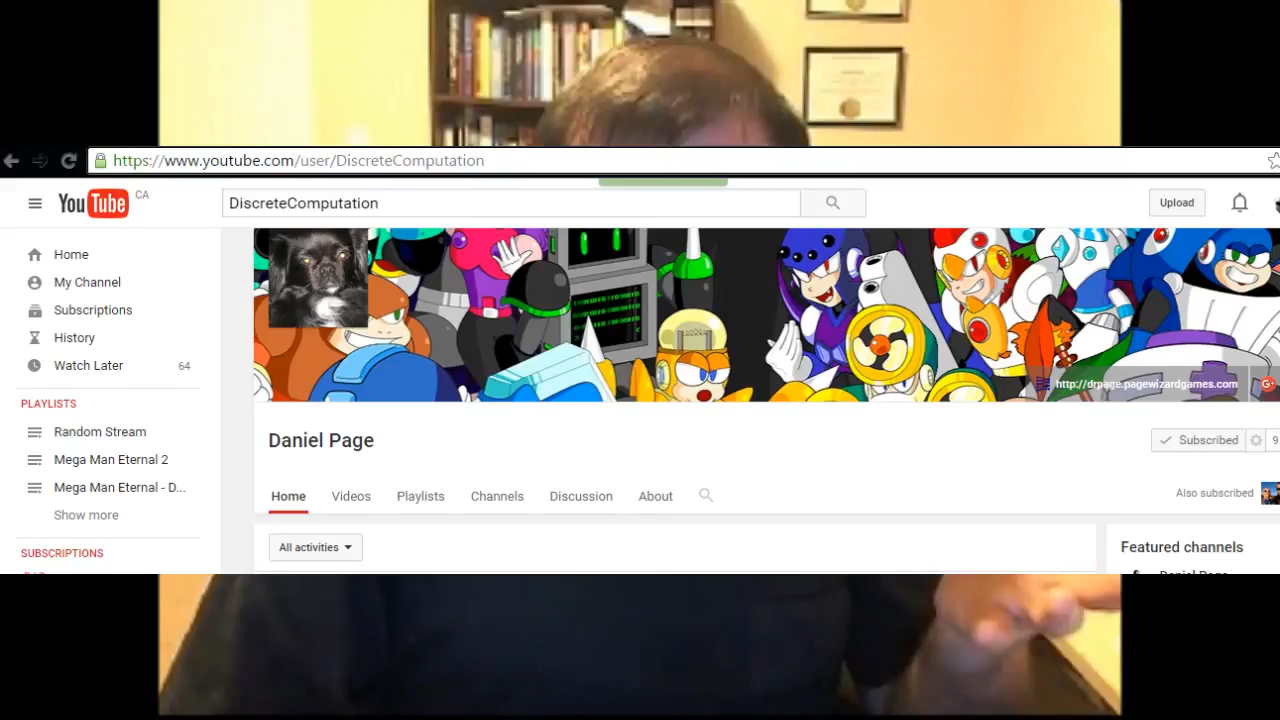 https://www.youtube.com/user/DiscreteComputation
YouTube CA
DiscreteComputation
Upload
Home
My Channel
Subscriptions
History
Watch Later 64
http://drpage.pagewizardgames.com
PLAYLISTS
Random Stream
Mega Man Eternal 2
Mega Man Eternal - D...
Show more
SUBSCRIPTIONS
Daniel Page
Subscribed 9
Home Videos Playlists Channels Discussion About
Also subscribed
All activities
Featured channels
Daniel Page